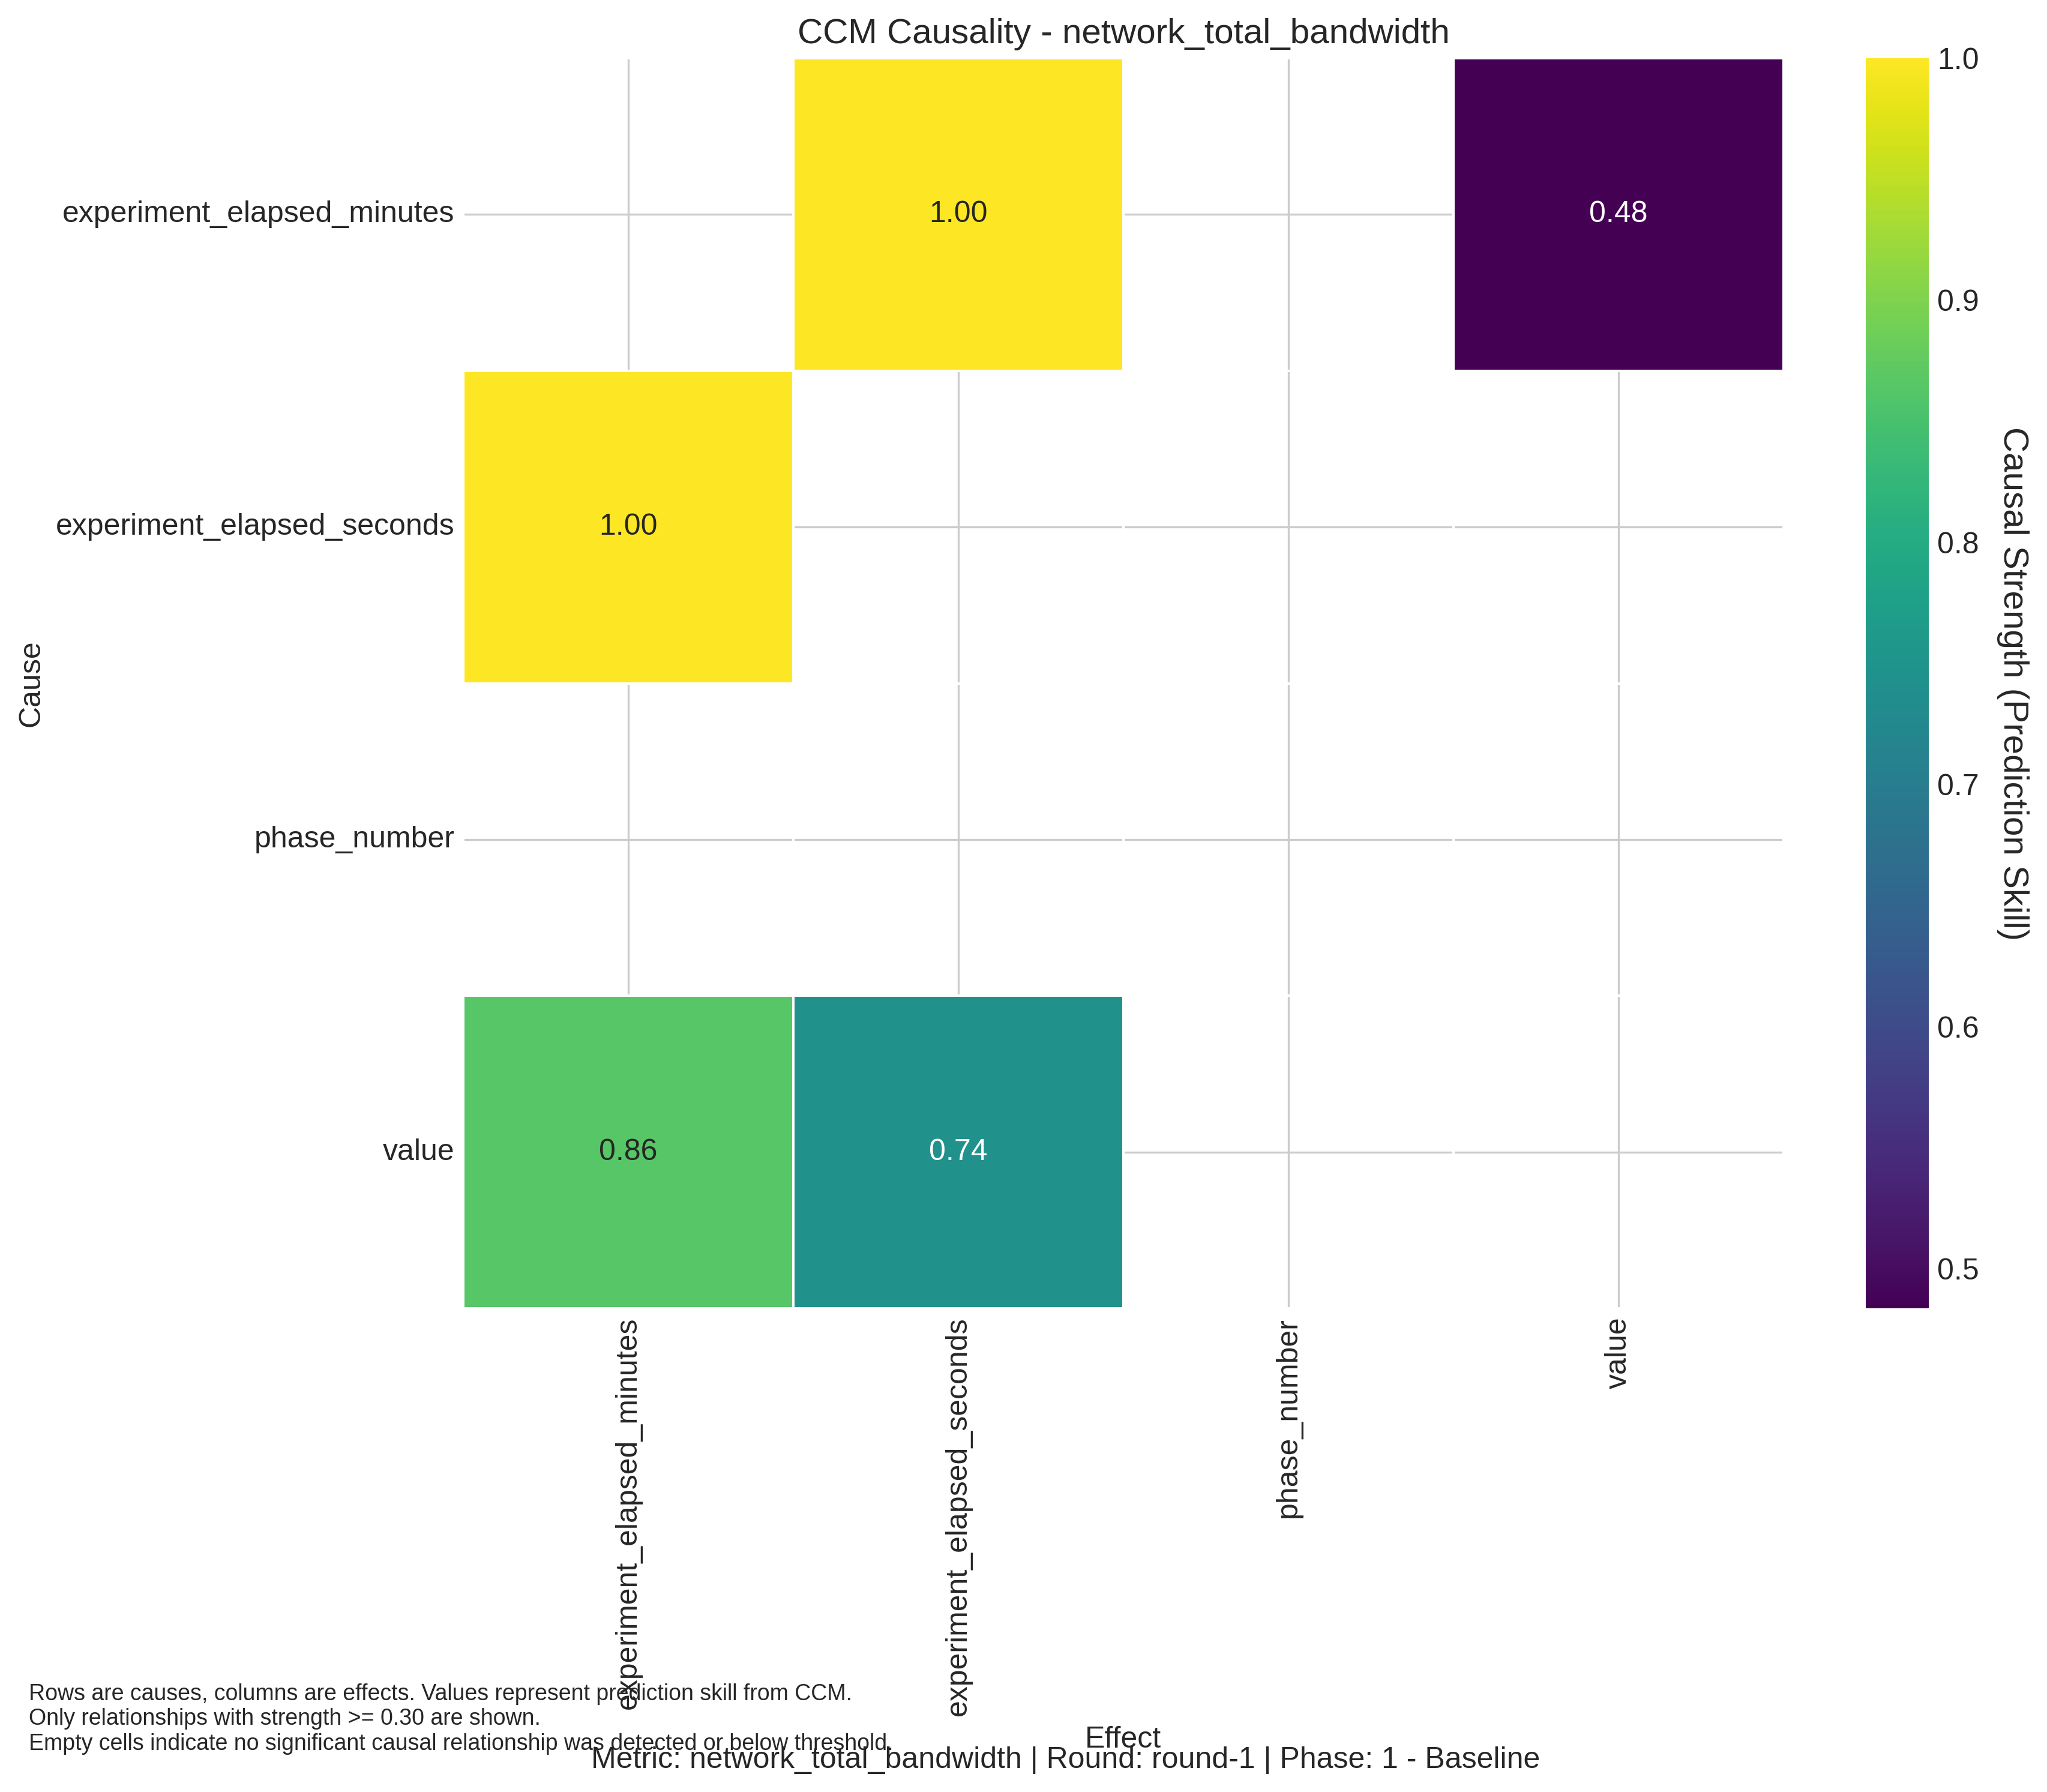 CCM Causality - network_total_bandwidth
1.0
0.9
0.8
0.7
0.6
0.5
Causal Strength (Prediction Skill)
Cause
experiment_elapsed_minutes
1.00
0.48
experiment_elapsed_seconds
1.00
phase_number
value
0.86
0.74
experiment_elapsed_minutes
experiment_elapsed_seconds
phase_number
value
Effect
Rows are causes, columns are effects. Values represent prediction skill from CCM.
Only relationships with strength >= 0.30 are shown.
Empty cells indicate no significant causal relationship was detected or below threshold.
Metric: network_total_bandwidth | Round: round-1 | Phase: 1 - Baseline